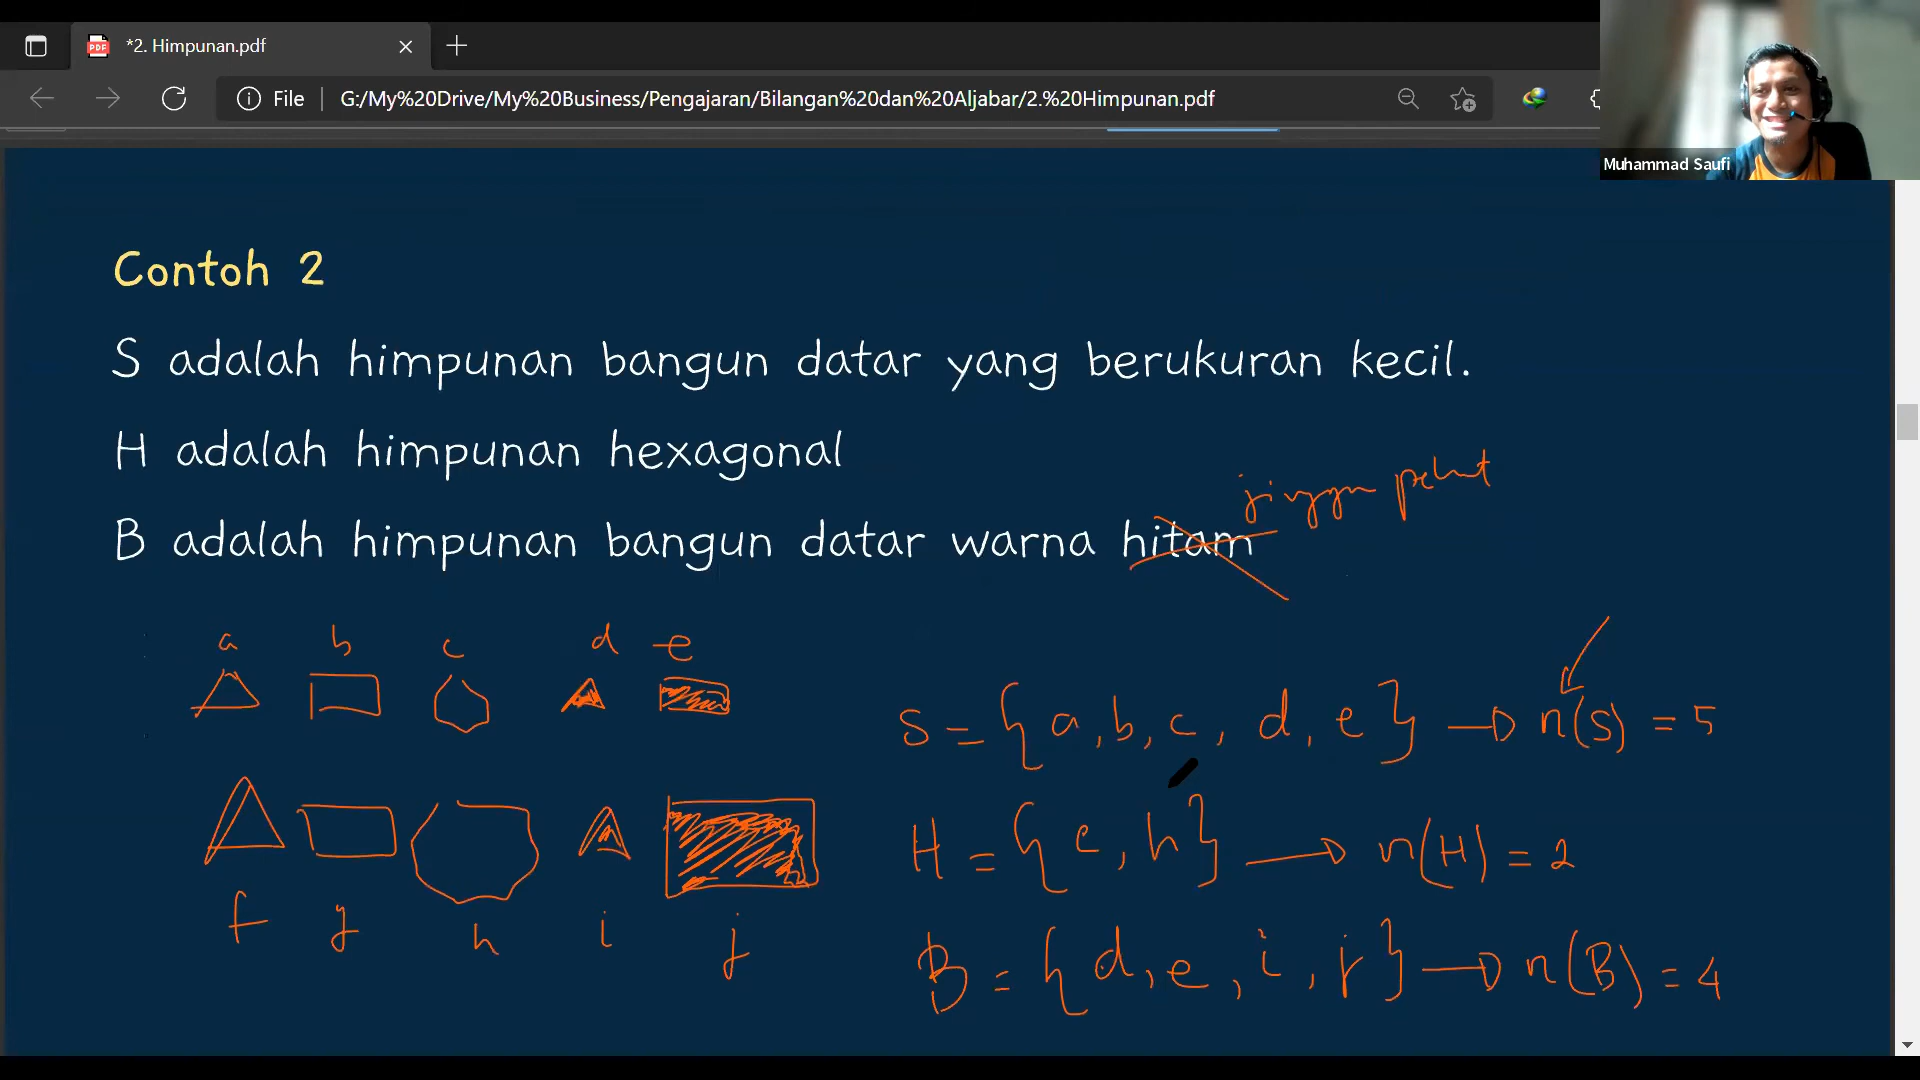 *2. Himpunan.pdf
File
G:/My%20Drive/My%20Business/Pengajaran/Bilangan%20dan%20Aljabar/2.%20Himpunan.pdf
Muhammad Saufi
Contoh 2
S adalah himpunan bangun datar yang berukuran kecil.
H adalah himpunan hexagonal
jingga pekat
B adalah himpunan bangun datar warna hitam
a b c d e
S = {a, b, c, d, e} → n(S) = 5
H = {c, h} → n(H) = 2
f g h i j
B = {d, e, i, j} → n(B) = 4